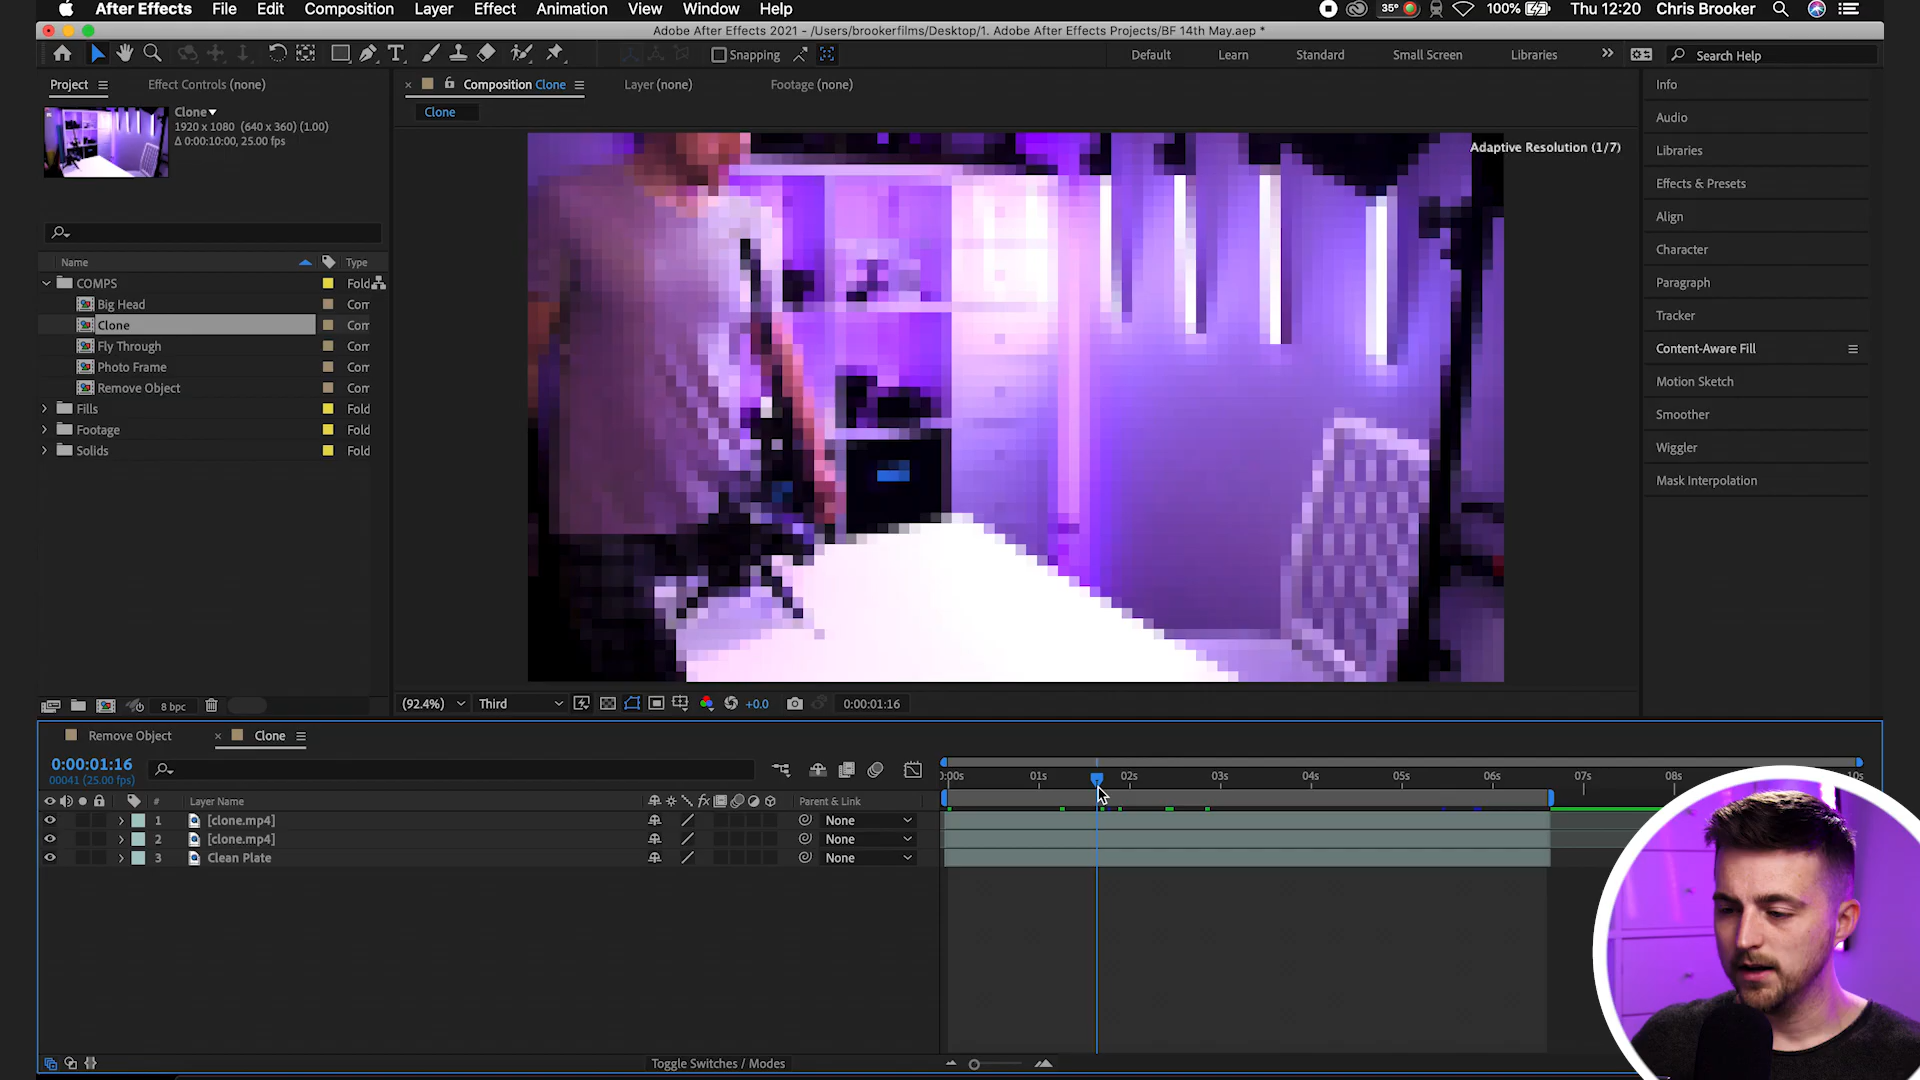 After Effects File Edit Composition Layer Effect Animation View Window Help
35° 100% Thu 12:20 Chris Brooker
Adobe After Effects 2021 - /Users/brookerfilms/Desktop/1. Adobe After Effects Projects/BF 14th May.aep *
Snapping Default Learn Standard Small Screen Libraries Search Help
Project Effect Controls (none)
Composition Clone Layer (none) Footage (none)
Info
Clone
1920 x 1080 (640 x 360) (1.00)
Δ 0:00:10:00, 25.00 fps
Clone
Audio
Adaptive Resolution (1/7)
Libraries
Effects & Presets
Align
Character
Paragraph
Tracker
Content-Aware Fill
Motion Sketch
Smoother
Wiggler
Mask Interpolation
Name Type
COMPS Fold
Big Head Com
Clone Com
Fly Through Com
Photo Frame Com
Remove Object Com
Fills Fold
Footage Fold
Solids Fold
8 bpc
(92.4%) Third +0.0 0:00:01:16
Remove Object Clone
0:00:01:16
00041 (25.00 fps)
:00s 01s 02s 03s 04s 05s 06s 07s 08s 10s
# Layer Name Parent & Link
1 [clone.mp4] None
2 [clone.mp4] None
3 Clean Plate None
Toggle Switches / Modes